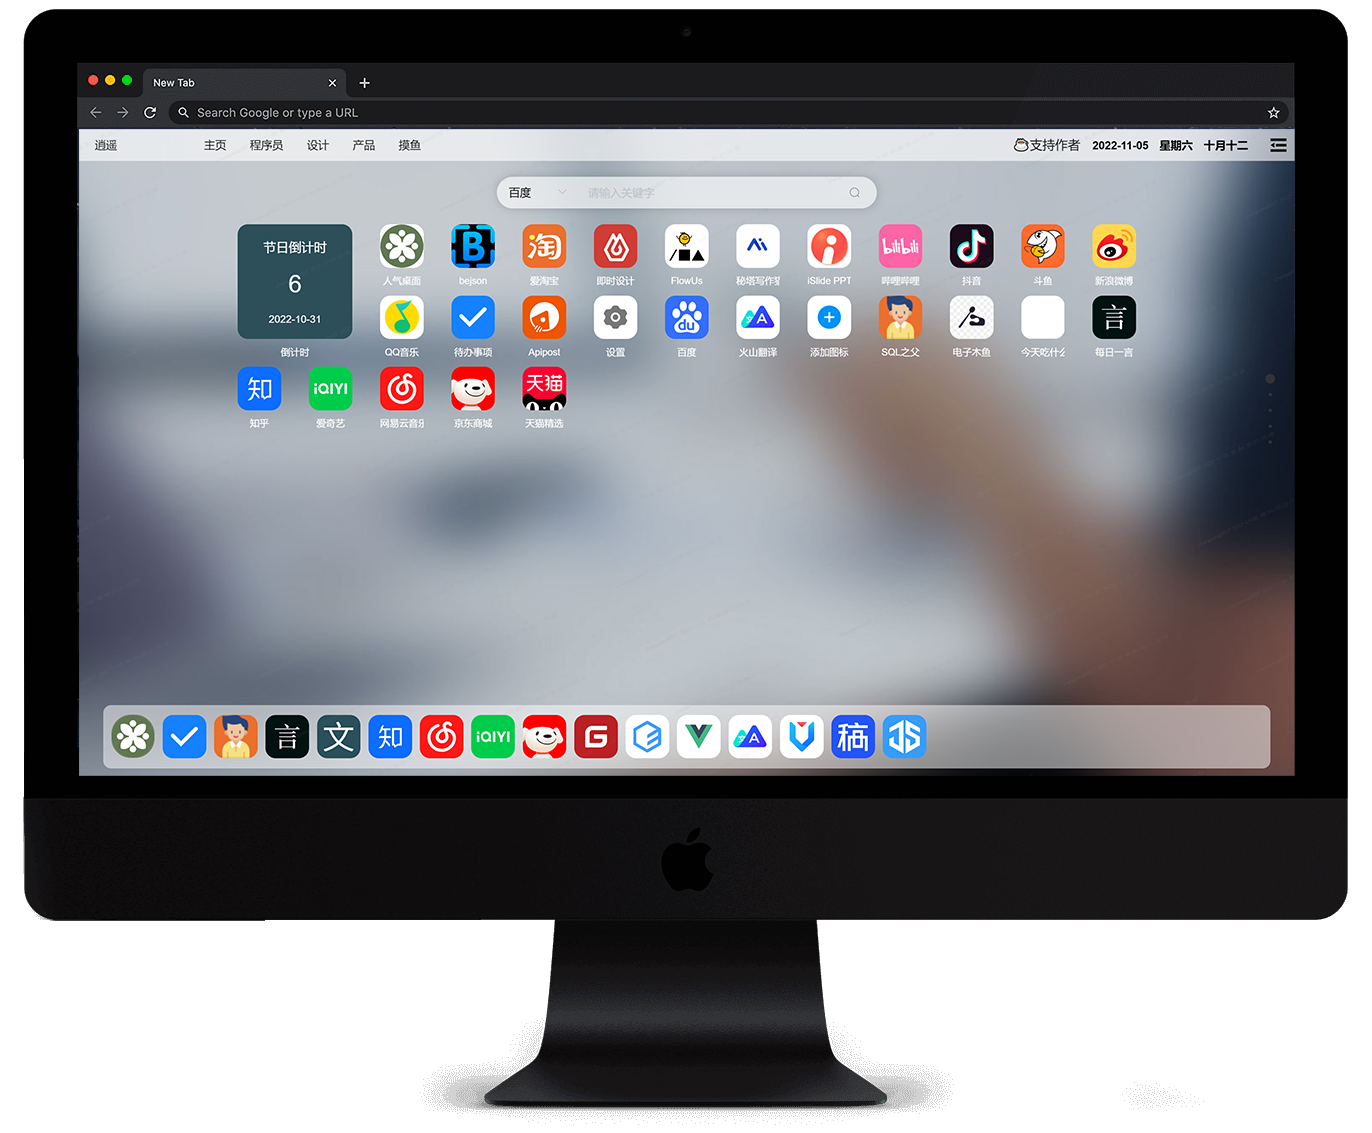 New Tab
Search Google or type a URL
逍遥 主页 程序员 设计 产品 摸鱼 支持作者 2022-11-05 星期六 十月十二
百度 请输入关键字
节日倒计时
6
2022-10-31
倒计时
淘
bilibili
人气桌面 bejson 爱淘宝 即时设计 FlowUs 秘塔写作猫 iSlide PPT 哔哩哔哩 抖音 斗鱼 新浪微博
du 言
QQ音乐 待办事项 Apipost 设置 百度 火山翻译 添加图标 SQL之父 电子木鱼 今天吃什么 每日一言
知 iQIYI 天猫
知乎 爱奇艺 网易云音乐 京东商城 天猫精选
言 文 知 iQIYI G 稿 JS